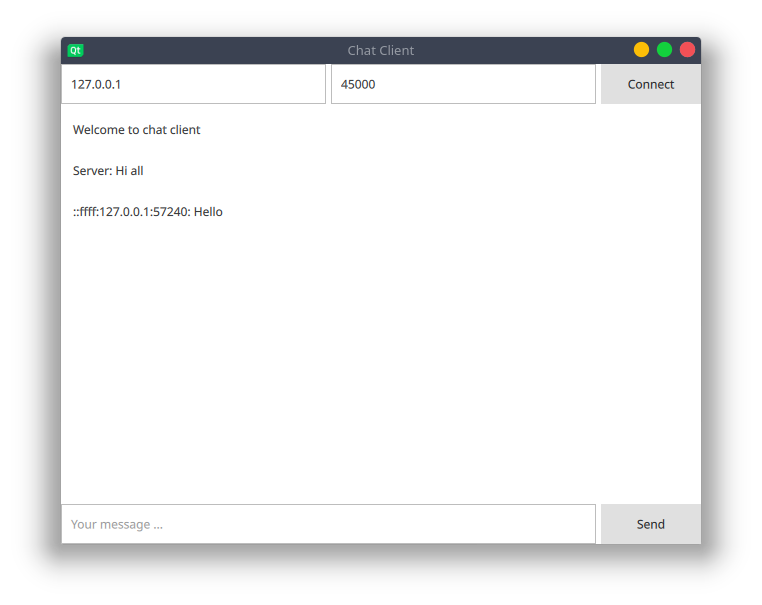 Qt Chat Client
127.0.0.1 45000 Connect
Welcome to chat client
Server: Hi all
::ffff:127.0.0.1:57240: Hello
Your message ... Send